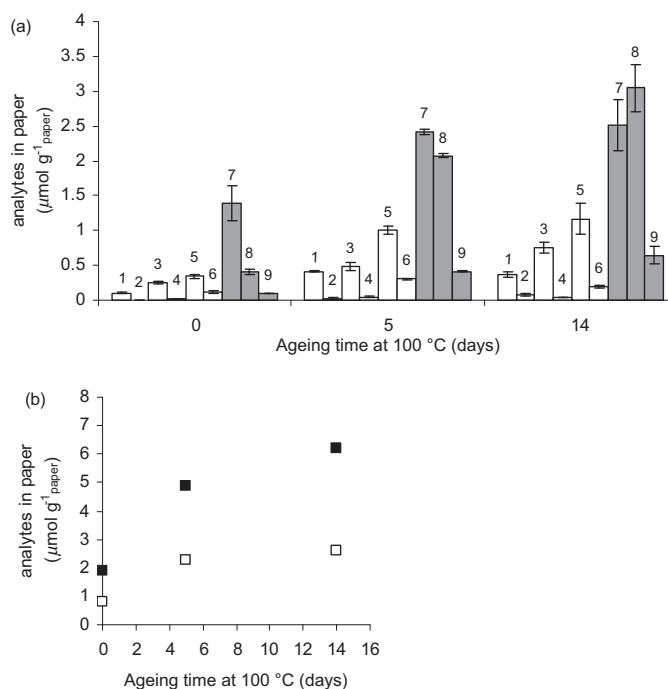 (a)
analytes in paper
(µmol g⁻¹paper)
4
3.5
3
2.5
2
1.5
1
0.5
0
1 2 3 4 5 6 7 8 9
1 2 3 4 5 6 7 8 9
1 2 3 4 5 6 7 8 9
0 5 14
Ageing time at 100 °C (days)
(b)
analytes in paper
(µmol g⁻¹paper)
8
7
6
5
4
3
2
1
0
0 2 4 6 8 10 12 14 16
Ageing time at 100 °C (days)